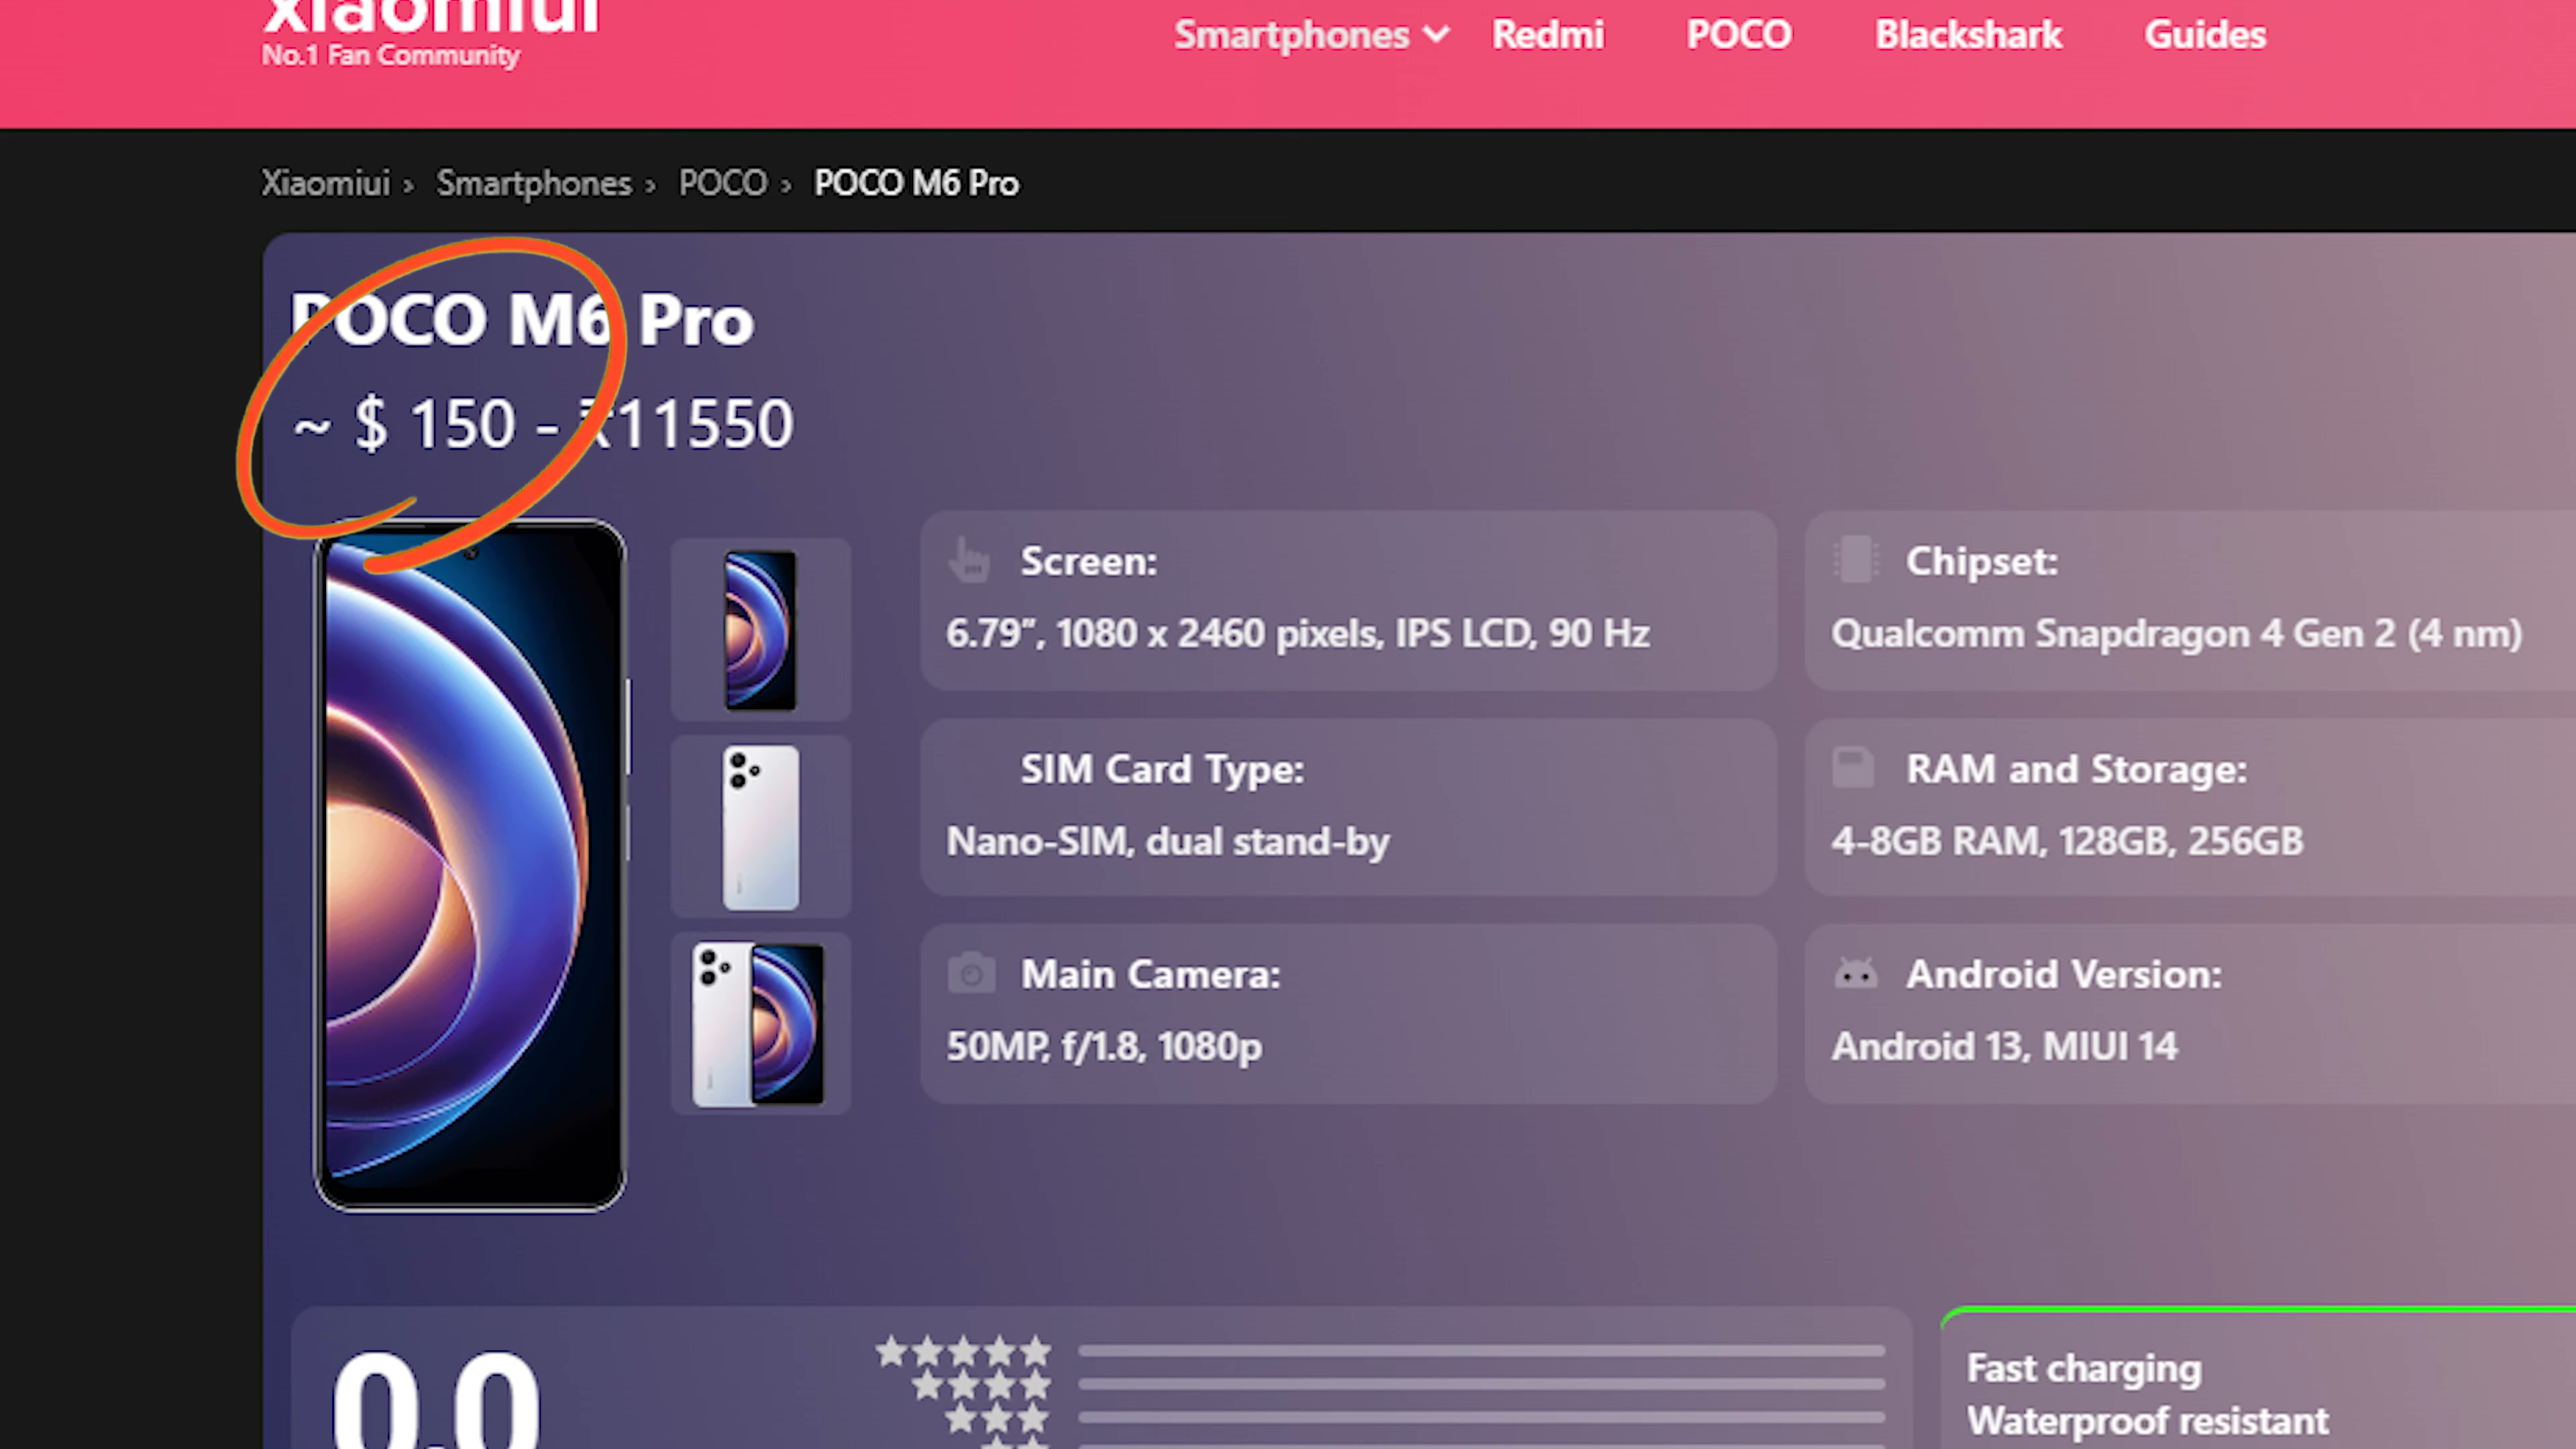 xiaomiui
No.1 Fan Community
Smartphones Redmi POCO Blackshark Guides
Xiaomiui › Smartphones › POCO › POCO M6 Pro
POCO M6 Pro
~ $ 150 - ₹11550
Screen:
6.79”, 1080 x 2460 pixels, IPS LCD, 90 Hz
Chipset:
Qualcomm Snapdragon 4 Gen 2 (4 nm)
SIM Card Type:
Nano-SIM, dual stand-by
RAM and Storage:
4-8GB RAM, 128GB, 256GB
Main Camera:
50MP, f/1.8, 1080p
Android Version:
Android 13, MIUI 14
0.0
Fast charging
Waterproof resistant